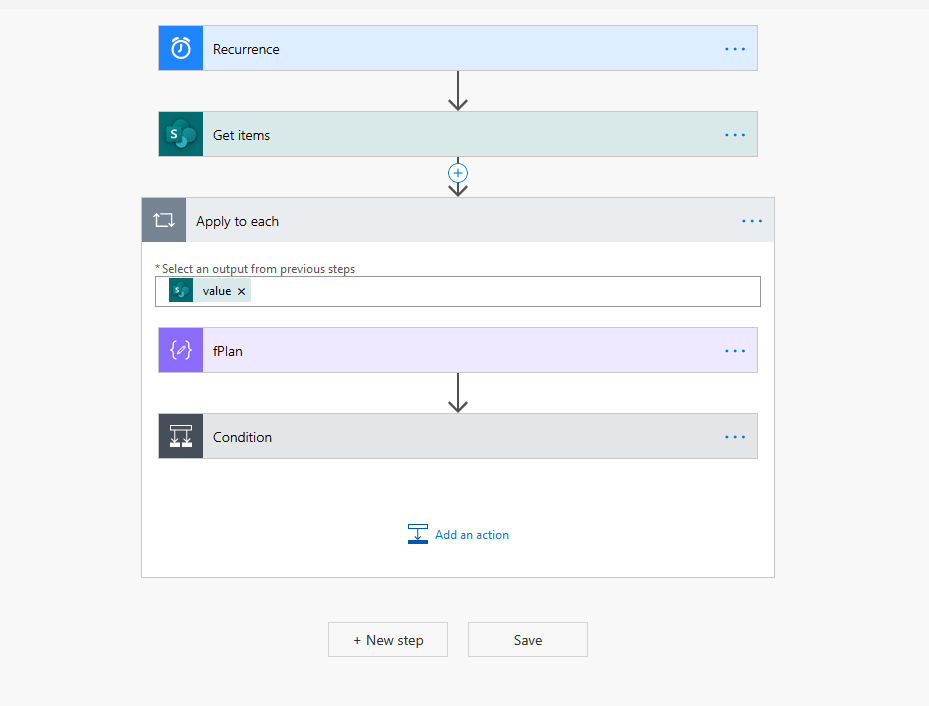 Recurrence
Get items
Apply to each
* Select an output from previous steps
S value ×
fPlan
Condition
Add an action
+ New step Save